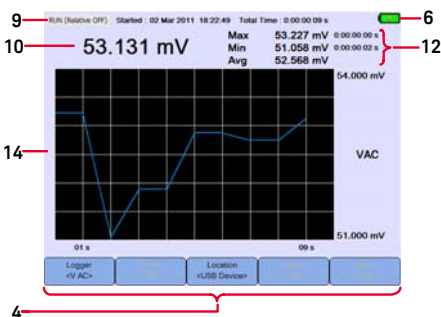 9
RUN (Relative OFF) Started : 02 Mar 2011 18:22:49 Total Time : 0:00:00:09 s
6
10
53.131 mV
Max 53.227 mV 0:00:00:00 s
Min 51.058 mV 0:00:00:02 s
Avg 52.568 mV
12
54.000 mV
14
VAC
51.000 mV
01 s 09 s
Logger
<V AC>
Location
<USB Device>
4